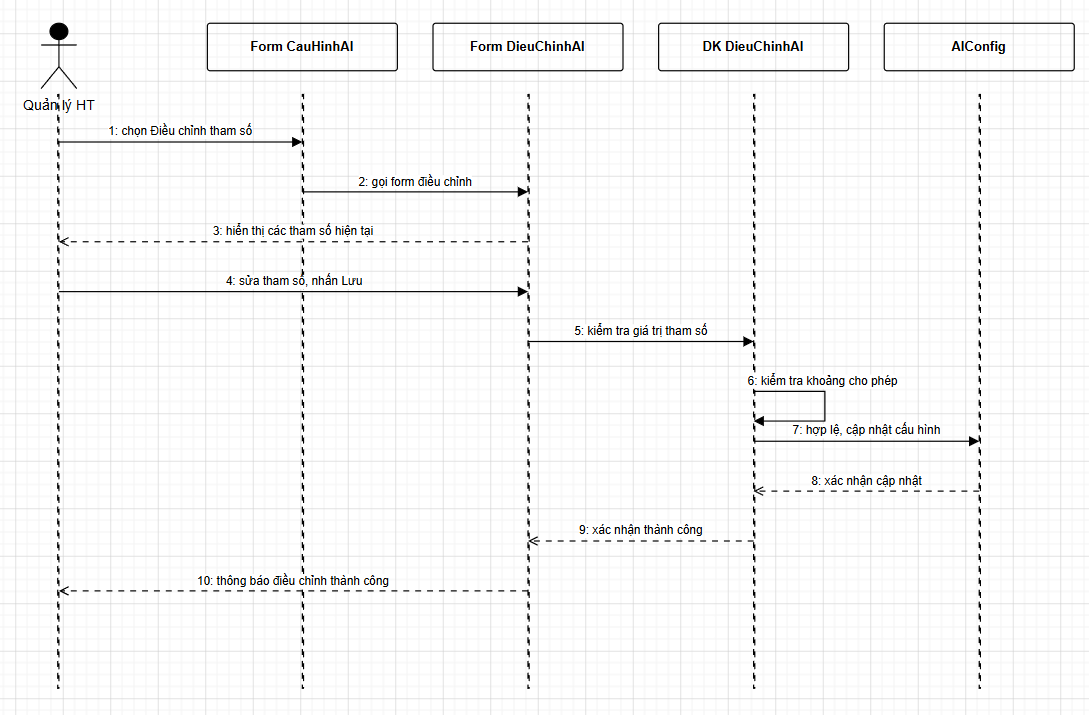 Form CauHinhAI
Form DieuChinhAI
DK DieuChinhAI
AIConfig
Quản lý HT
1: chọn Điều chỉnh tham số
2: gọi form điều chỉnh
3: hiển thị các tham số hiện tại
4: sửa tham số, nhấn Lưu
5: kiểm tra giá trị tham số
6: kiểm tra khoảng cho phép
7: hợp lệ, cập nhật cấu hình
8: xác nhận cập nhật
9: xác nhận thành công
10: thông báo điều chỉnh thành công